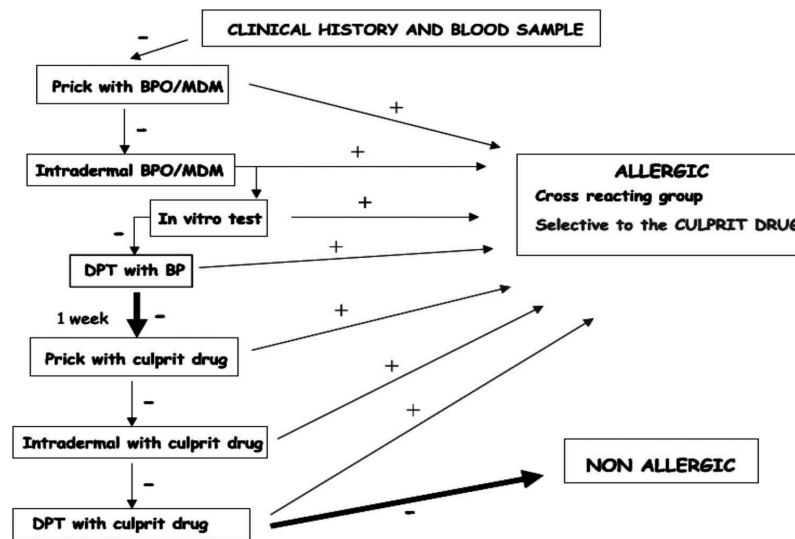 CLINICAL HISTORY AND BLOOD SAMPLE
-
Prick with BPO/MDM
+
-
Intradermal BPO/MDM
+
ALLERGIC
Cross reacting group
Selective to the CULPRIT DRUG
In vitro test
+
-
DPT with BP
+
1 week
-
Prick with culprit drug
+
-
+
Intradermal with culprit drug
+
-
NON ALLERGIC
DPT with culprit drug
-